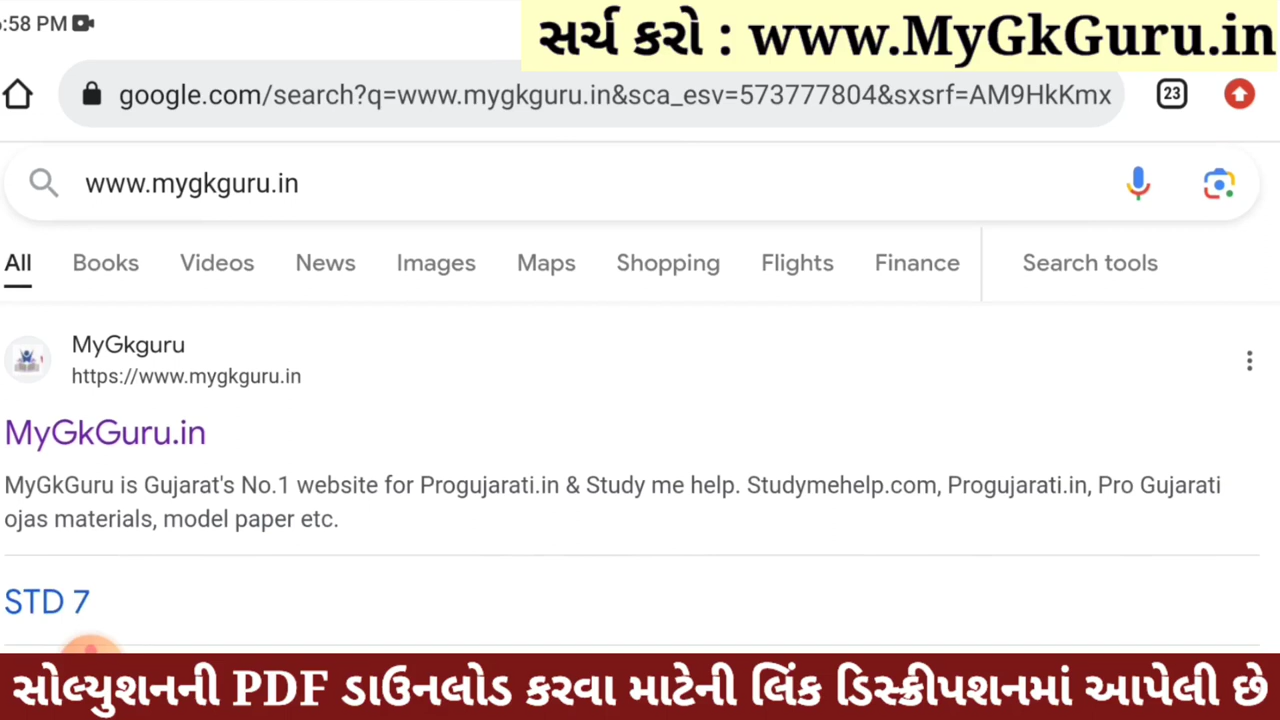 :58 PM
સર્ચ કરો : www.MyGkGuru.in
google.com/search?q=www.mygkguru.in&sca_esv=573777804&sxsrf=AM9HkKmx
23
www.mygkguru.in
All Books Videos News Images Maps Shopping Flights Finance Search tools
MyGkguru
https://www.mygkguru.in
MyGkGuru.in
MyGkGuru is Gujarat's No.1 website for Progujarati.in & Study me help. Studymehelp.com, Progujarati.in, Pro Gujarati
ojas materials, model paper etc.
STD 7
સોલ્યુશનની PDF ડાઉનલોડ કરવા માટેની લિંક ડિસ્ક્રીપશનમાં આપેલી છે